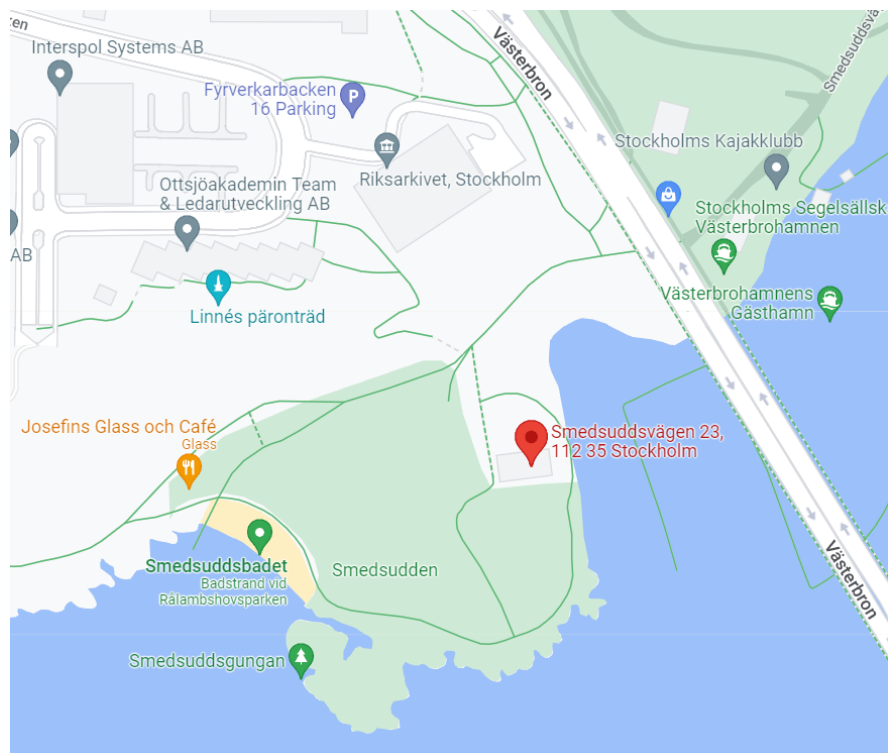 ken
Interspol Systems AB
Västerbron
Smedsuddsvä
Fyrverkarbacken
16 Parking
P
Stockholms Kajakklubb
Riksarkivet, Stockholm
Ottsjöakademin Team
& Ledarutveckling AB
Stockholms Segelsällsk
Västerbrohamnen
AB
Linnés päronträd
Västerbrohamnens
Gästhamn
Josefins Glass och Café
Glass
Smedsuddsvägen 23,
112 35 Stockholm
Smedsuddsbadet
Badstrand vid
Rålambshovsparken
Smedsudden
Västerbron
Smedsuddsgungan